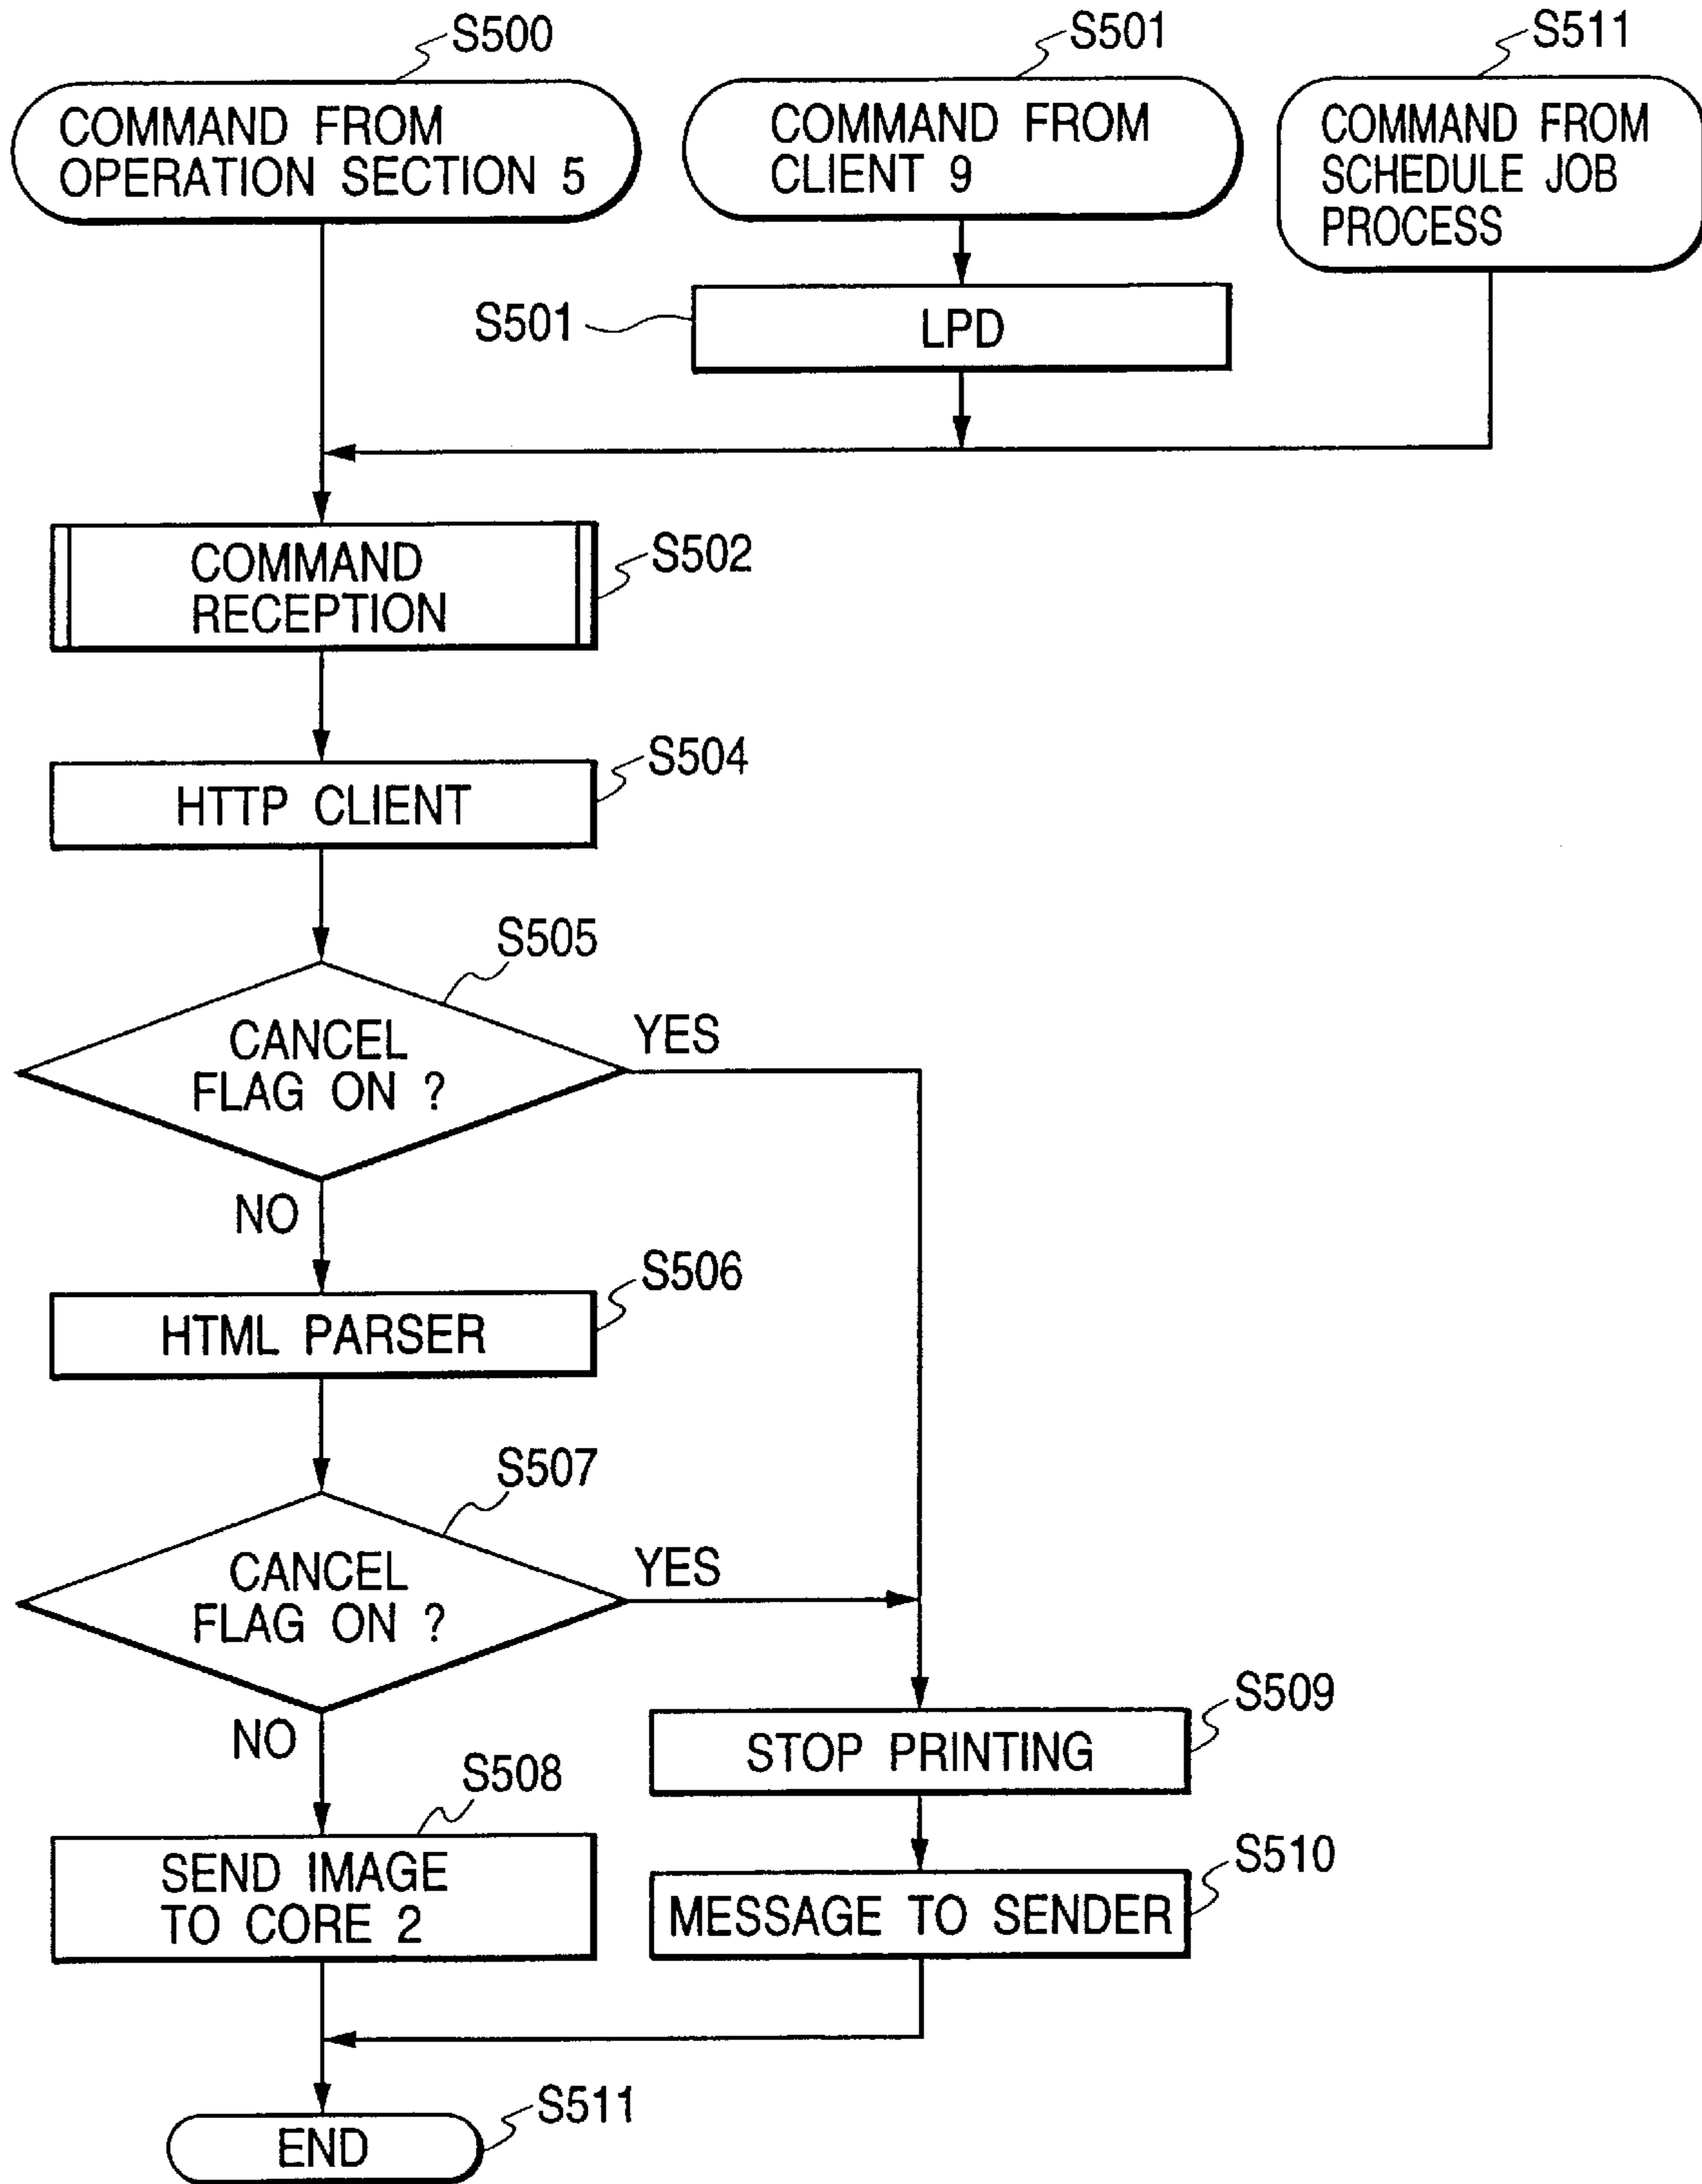 S500
COMMAND FROM
OPERATION SECTION 5
S501
COMMAND FROM
CLIENT 9
S511
COMMAND FROM
SCHEDULE JOB
PROCESS
S501
LPD
COMMAND
RECEPTION
S502
HTTP CLIENT
S504
S505
CANCEL
FLAG ON ?
YES
NO
HTML PARSER
S506
S507
CANCEL
FLAG ON ?
YES
NO
S508
SEND IMAGE
TO CORE 2
S509
STOP PRINTING
S510
MESSAGE TO SENDER
END
S511